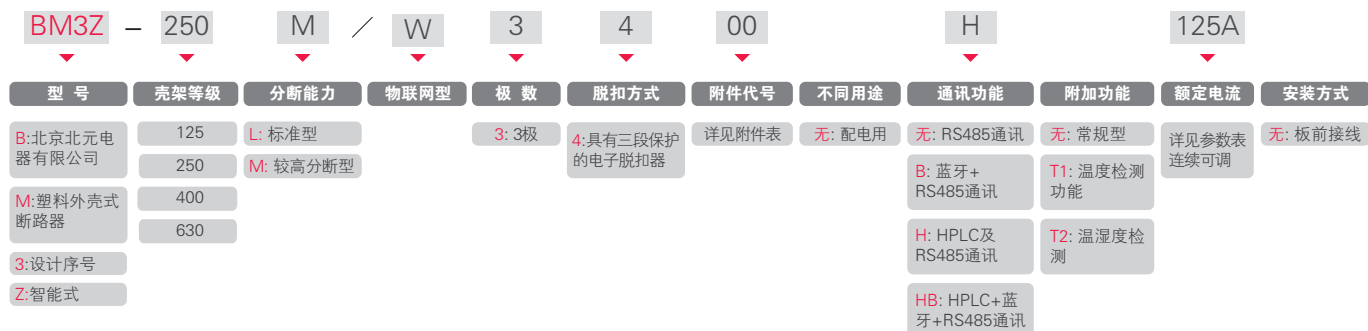 BM3Z – 250 M / W 3 4 00 H 125A
型 号 壳架等级 分断能力 物联网型 极 数 脱扣方式 附件代号 不同用途 通讯功能 附加功能 额定电流 安装方式
B:北京北元电
器有限公司
M:塑料外壳式
断路器
3:设计序号
Z:智能式
125
250
400
630
L: 标准型
M: 较高分断型
3: 3极
4:具有三段保护
的电子脱扣器
详见附件表
无: 配电用
无: RS485通讯
B: 蓝牙+
RS485通讯
H: HPLC及
RS485通讯
HB: HPLC+蓝
牙+RS485通讯
无: 常规型
T1: 温度检测
功能
T2: 温湿度检
测
详见参数表
连续可调
无: 板前接线